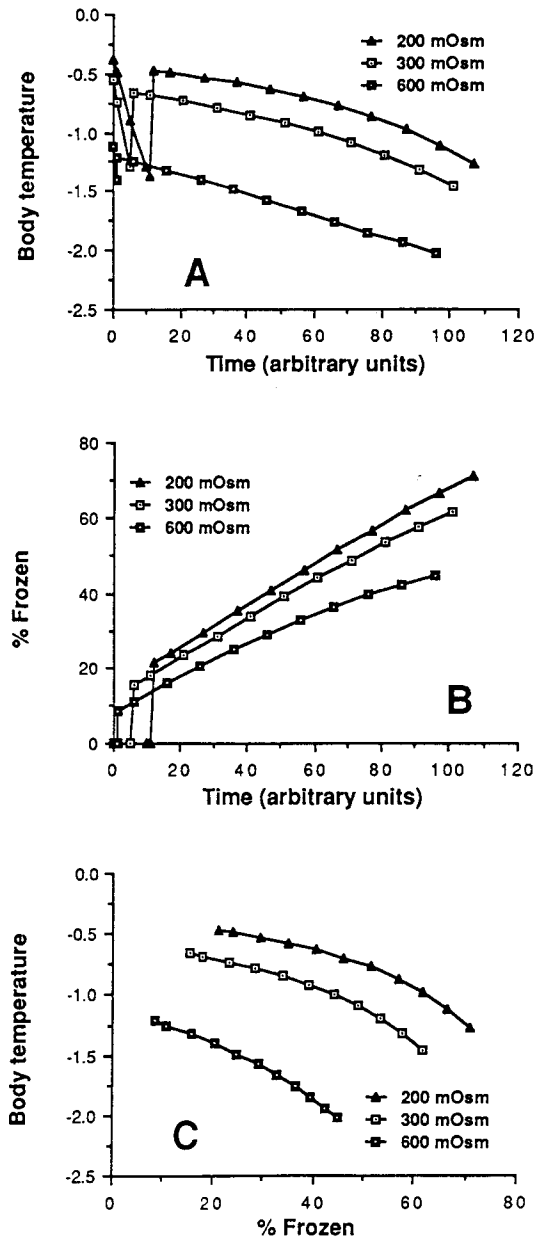 0.0
-0.5
-1.0
-1.5
-2.0
-2.5
Body temperature
200 mOsm
300 mOsm
600 mOsm
A
0 20 40 60 80 100 120
Time (arbitrary units)
80
60
40
20
0
% Frozen
200 mOsm
300 mOsm
600 mOsm
B
0 20 40 60 80 100 120
Time (arbitrary units)
0.0
-0.5
-1.0
-1.5
-2.0
-2.5
Body temperature
200 mOsm
300 mOsm
600 mOsm
C
0 20 40 60 80
% Frozen